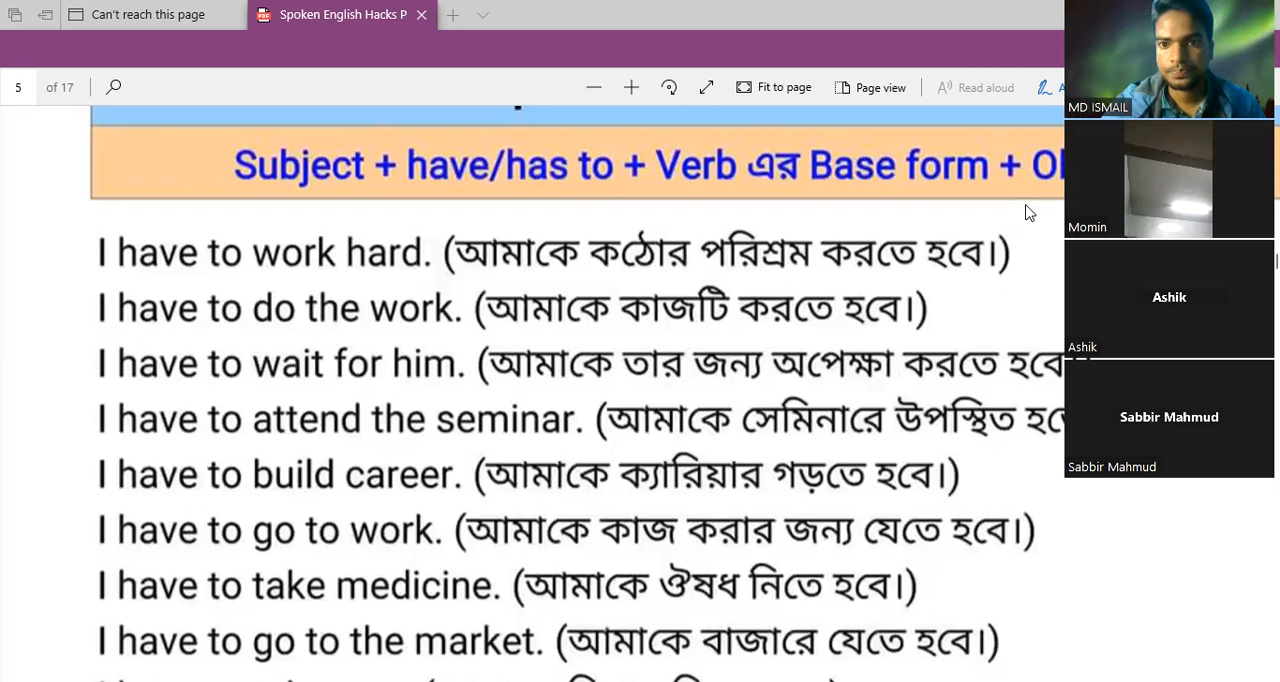 Can't reach this page
Spoken English Hacks P
5 of 17
Fit to page
Page view
Read aloud
MD ISMAIL
Subject + have/has to + Verb এর Base form +
Momin
I have to work hard. (আমাকে কঠোর পরিশ্রম করতে হবে।)
I have to do the work. (আমাকে কাজটি করতে হবে।)
Ashik
Ashik
I have to wait for him. (আমাকে তার জন্য অপেক্ষা করতে হবে
I have to attend the seminar. (আমাকে সেমিনারে উপস্থিত
Sabbir Mahmud
Sabbir Mahmud
I have to build career. (আমাকে ক্যারিয়ার গড়তে হবে।)
I have to go to work. (আমাকে কাজ করার জন্য যেতে হবে।)
I have to take medicine. (আমাকে ঔষধ নিতে হবে।)
I have to go to the market. (আমাকে বাজারে যেতে হবে।)